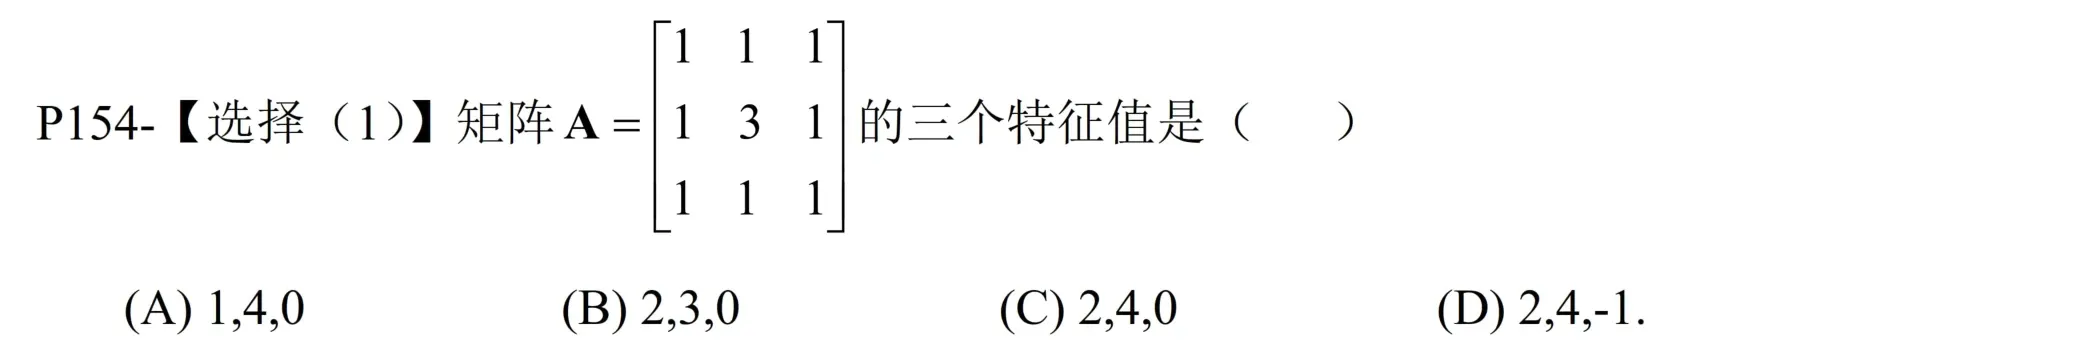 P154-【选择（1）】矩阵 A = [1 1 1
1 3 1
1 1 1] 的三个特征值是（  ）
(A) 1,4,0 (B) 2,3,0 (C) 2,4,0 (D) 2,4,-1.